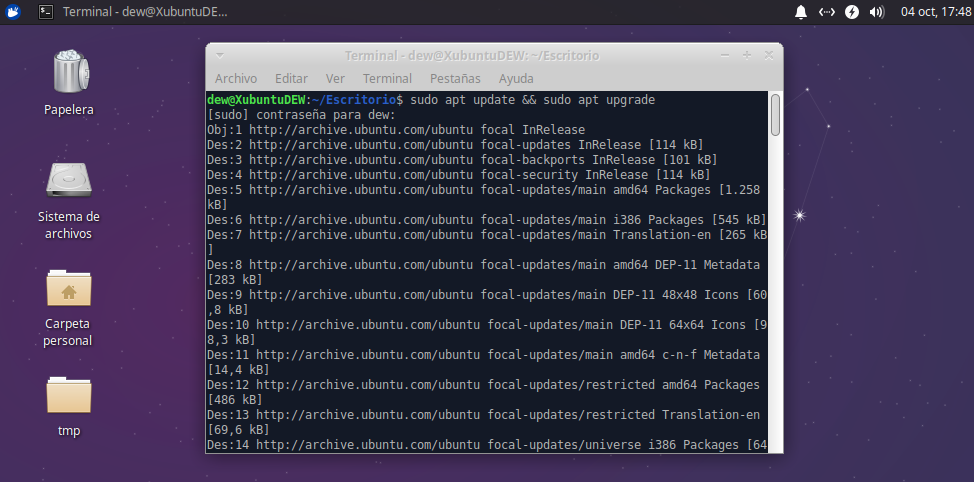 Terminal - dew@XubuntuDE...
04 oct, 17:48
Papelera
Sistema de
archivos
Carpeta
personal
tmp
Terminal - dew@XubuntuDEW: ~/Escritorio
Archivo Editar Ver Terminal Pestañas Ayuda
dew@XubuntuDEW:~/Escritorio$ sudo apt update && sudo apt upgrade
[sudo] contraseña para dew:
Obj:1 http://archive.ubuntu.com/ubuntu focal InRelease
Des:2 http://archive.ubuntu.com/ubuntu focal-updates InRelease [114 kB]
Des:3 http://archive.ubuntu.com/ubuntu focal-backports InRelease [101 kB]
Des:4 http://archive.ubuntu.com/ubuntu focal-security InRelease [114 kB]
Des:5 http://archive.ubuntu.com/ubuntu focal-updates/main amd64 Packages [1.258
kB]
Des:6 http://archive.ubuntu.com/ubuntu focal-updates/main i386 Packages [545 kB]
Des:7 http://archive.ubuntu.com/ubuntu focal-updates/main Translation-en [265 kB
]
Des:8 http://archive.ubuntu.com/ubuntu focal-updates/main amd64 DEP-11 Metadata
[283 kB]
Des:9 http://archive.ubuntu.com/ubuntu focal-updates/main DEP-11 48x48 Icons [60
,8 kB]
Des:10 http://archive.ubuntu.com/ubuntu focal-updates/main DEP-11 64x64 Icons [9
8,3 kB]
Des:11 http://archive.ubuntu.com/ubuntu focal-updates/main amd64 c-n-f Metadata
[14,4 kB]
Des:12 http://archive.ubuntu.com/ubuntu focal-updates/restricted amd64 Packages
[486 kB]
Des:13 http://archive.ubuntu.com/ubuntu focal-updates/restricted Translation-en
[69,6 kB]
Des:14 http://archive.ubuntu.com/ubuntu focal-updates/universe i386 Packages [64